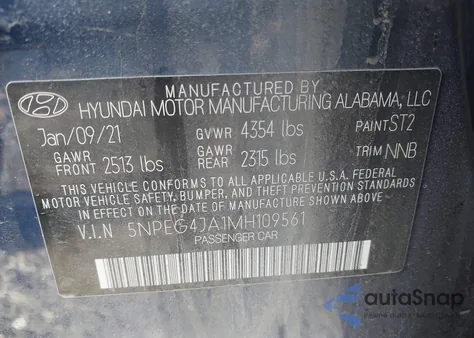 MANUFACTURED BY
HYUNDAI MOTOR MANUFACTURING ALABAMA, LLC
Jan/09/21 GVWR 4354 lbs PAINT ST2
GAWR FRONT 2513 lbs GAWR REAR 2315 lbs TRIM NNB
THIS VEHICLE CONFORMS TO ALL APPLICABLE U.S.A. FEDERAL
MOTOR VEHICLE SAFETY, BUMPER, AND THEFT PREVENTION STANDARDS
IN EFFECT ON THE DATE OF MANUFACTURE SHOWN ABOVE.
V.I.N 5NPEG4JA1MH109561
PASSENGER CAR
autoSnap